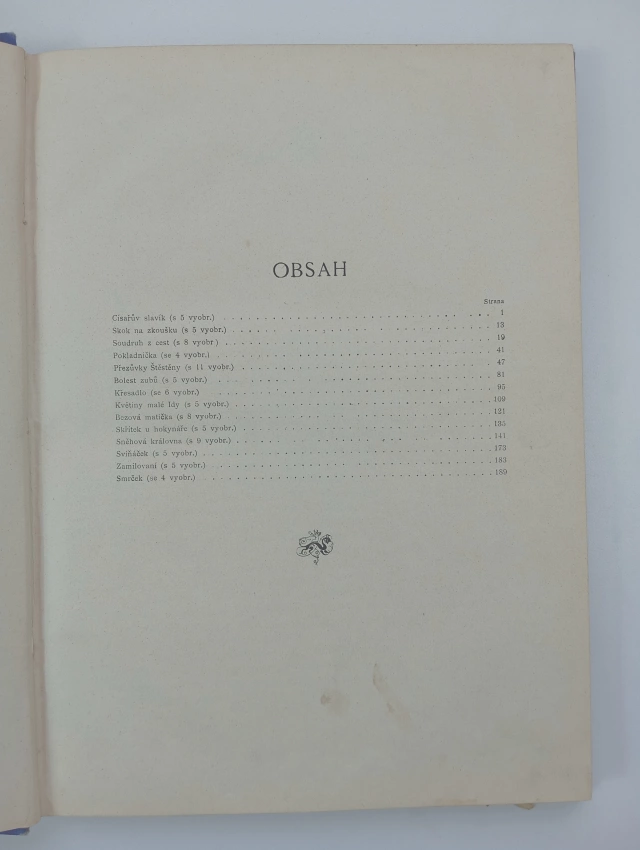 OBSAH
Strana
Císařův slavík (s 5 vyobr.) 1
Skok na zkoušku (s 5 vyobr.) 13
Soudruh z cest (s 8 vyobr.) 19
Pokladnička (se 4 vyobr.) 41
Přezůvky Štěstěny (s 11 vyobr.) 47
Bolest zubů (s 5 vyobr.) 81
Křesadlo (se 6 vyobr.) 95
Květiny malé Idy (s 5 vyobr.) 109
Bezová matička (s 8 vyobr.) 121
Skřítek u hokynáře (s 5 vyobr.) 135
Sněhová královna (s 9 vyobr.) 141
Sviňáček (s 5 vyobr.) 173
Zamilovaní (s 5 vyobr.) 183
Smrček (se 4 vyobr.) 189